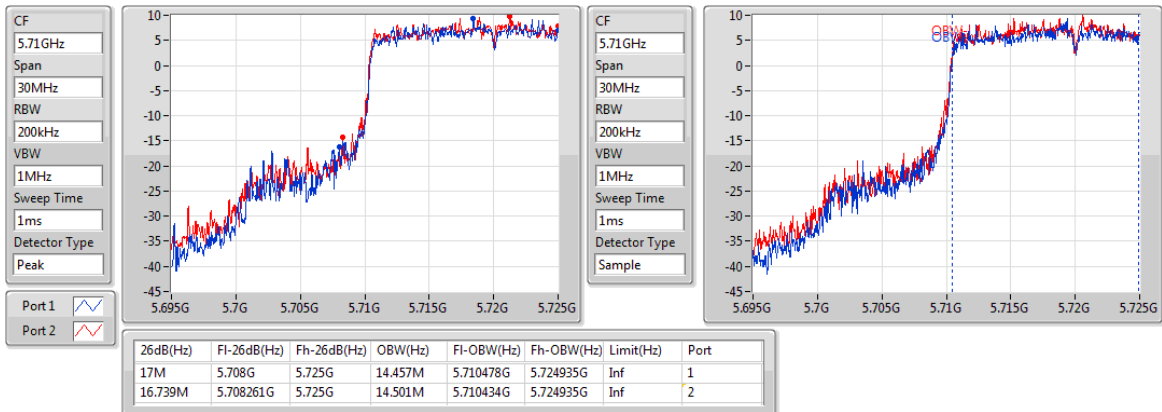 CF
5.71GHz
Span
30MHz
RBW
200kHz
VBW
1MHz
Sweep Time
1ms
Detector Type
Peak
10
5
0
-5
-10
-15
-20
-25
-30
-35
-40
-45
5.695G 5.7G 5.705G 5.71G 5.715G 5.72G 5.725G
CF
5.71GHz
Span
30MHz
RBW
200kHz
VBW
1MHz
Sweep Time
1ms
Detector Type
Sample
10
5
0
-5
-10
-15
-20
-25
-30
-35
-40
-45
OBW
OBW
5.695G 5.7G 5.705G 5.71G 5.715G 5.72G 5.725G
Port 1
Port 2
26dB(Hz) Fl-26dB(Hz) Fh-26dB(Hz) OBW(Hz) Fl-OBW(Hz) Fh-OBW(Hz) Limit(Hz) Port
17M 5.708G 5.725G 14.457M 5.710478G 5.724935G Inf 1
16.739M 5.708261G 5.725G 14.501M 5.710434G 5.724935G Inf 2